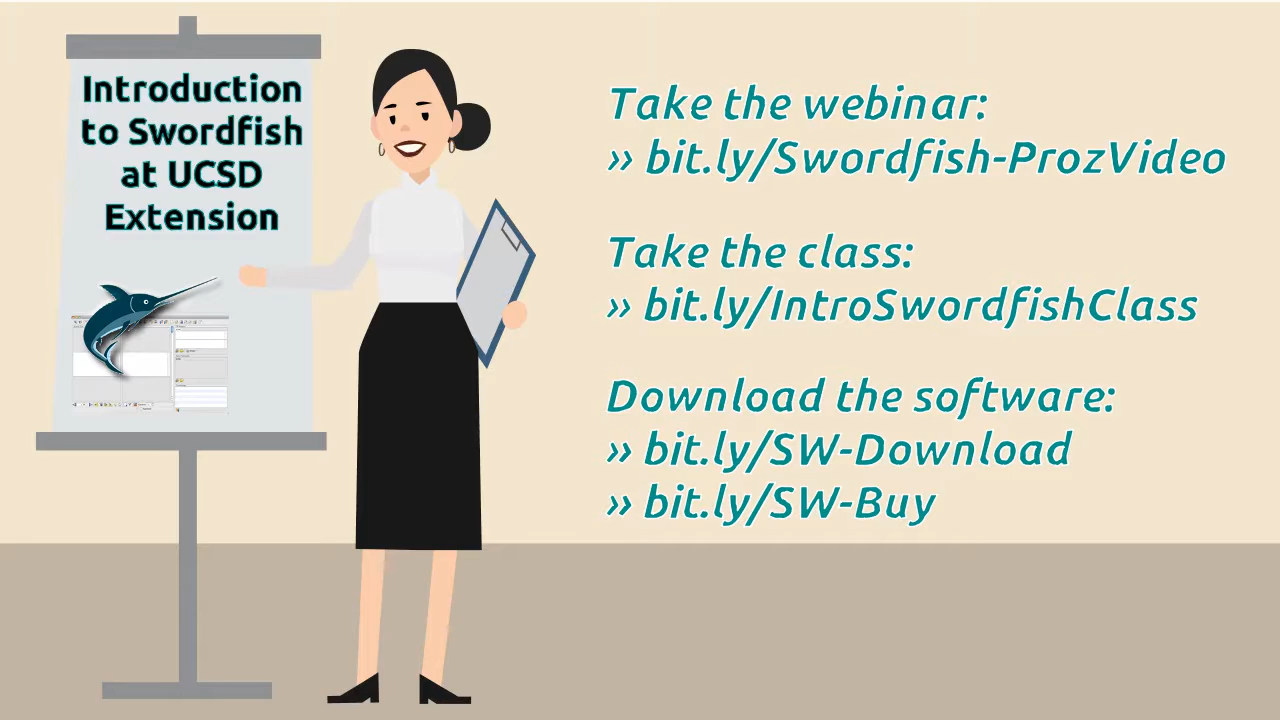 Introduction
to Swordfish
at UCSD
Extension
Take the webinar:
» bit.ly/Swordfish-ProzVideo
Take the class:
» bit.ly/IntroSwordfishClass
Download the software:
» bit.ly/SW-Download
» bit.ly/SW-Buy